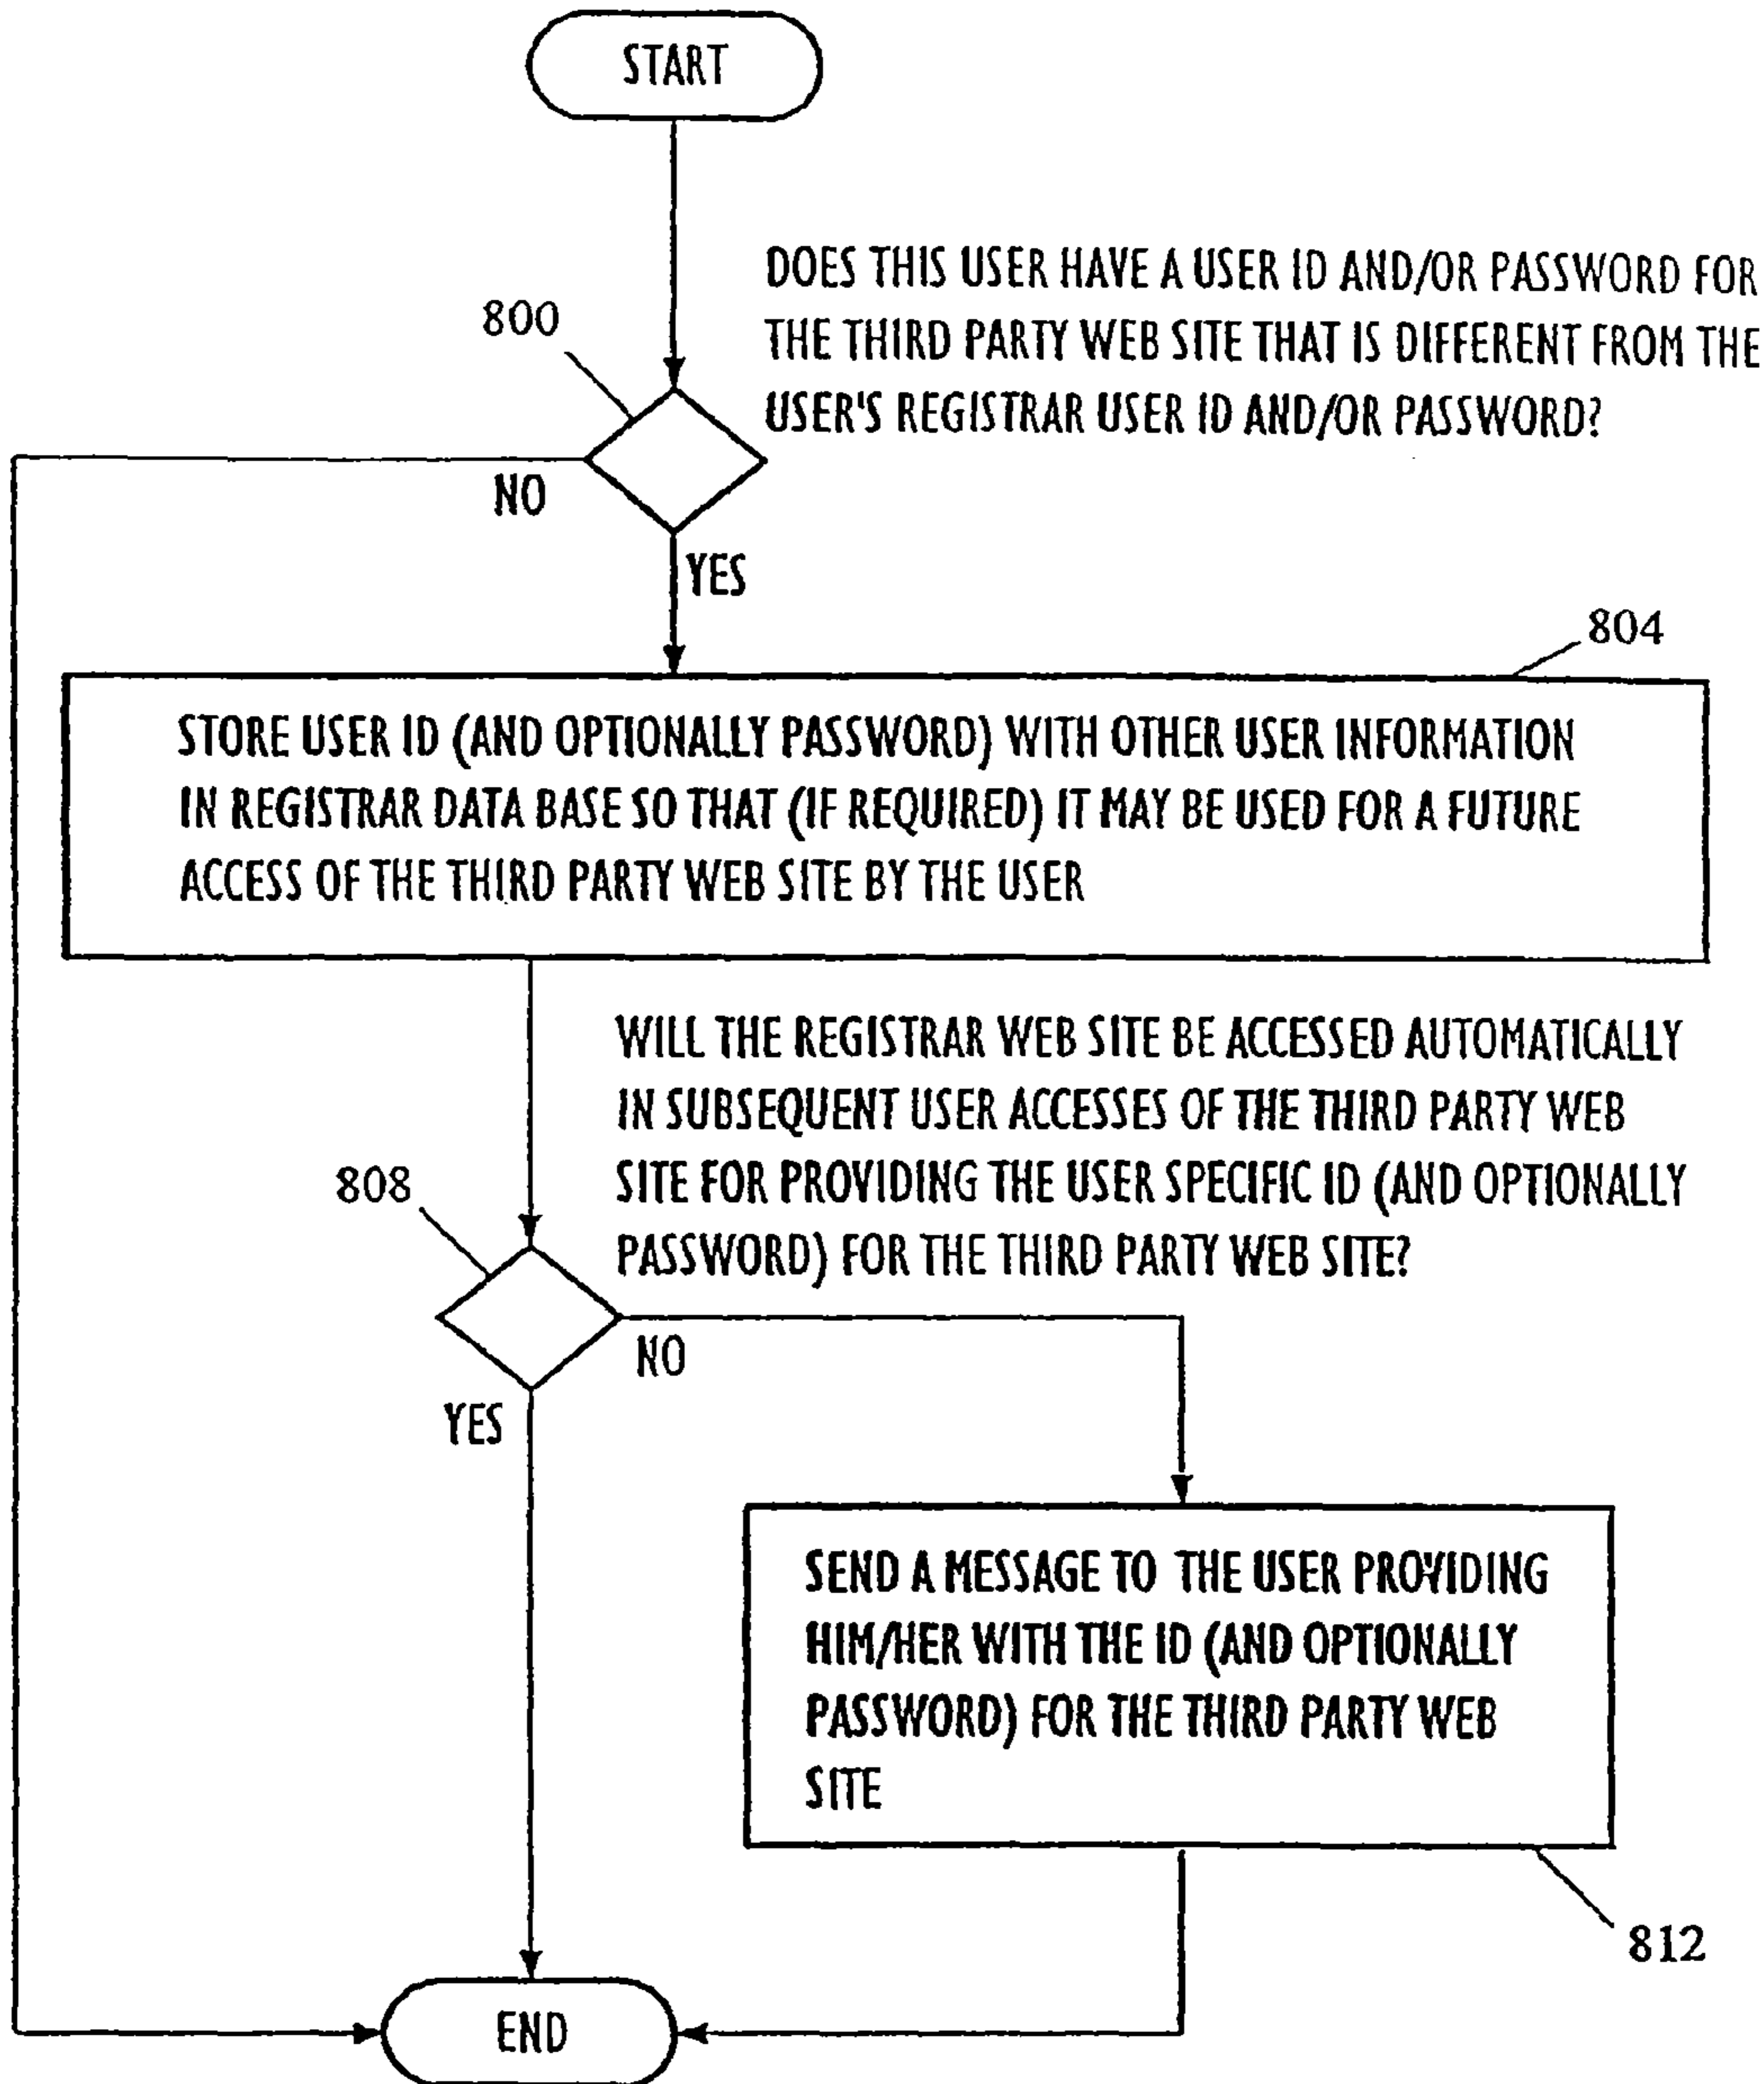 START
DOES THIS USER HAVE A USER ID AND/OR PASSWORD FOR
THE THIRD PARTY WEB SITE THAT IS DIFFERENT FROM THE
USER'S REGISTRAR USER ID AND/OR PASSWORD?
800
NO
YES
804
STORE USER ID (AND OPTIONALLY PASSWORD) WITH OTHER USER INFORMATION
IN REGISTRAR DATA BASE SO THAT (IF REQUIRED) IT MAY BE USED FOR A FUTURE
ACCESS OF THE THIRD PARTY WEB SITE BY THE USER
WILL THE REGISTRAR WEB SITE BE ACCESSED AUTOMATICALLY
IN SUBSEQUENT USER ACCESSES OF THE THIRD PARTY WEB
SITE FOR PROVIDING THE USER SPECIFIC ID (AND OPTIONALLY
PASSWORD) FOR THE THIRD PARTY WEB SITE?
808
NO
YES
SEND A MESSAGE TO THE USER PROVIDING
HIM/HER WITH THE ID (AND OPTIONALLY
PASSWORD) FOR THE THIRD PARTY WEB
SITE
812
END